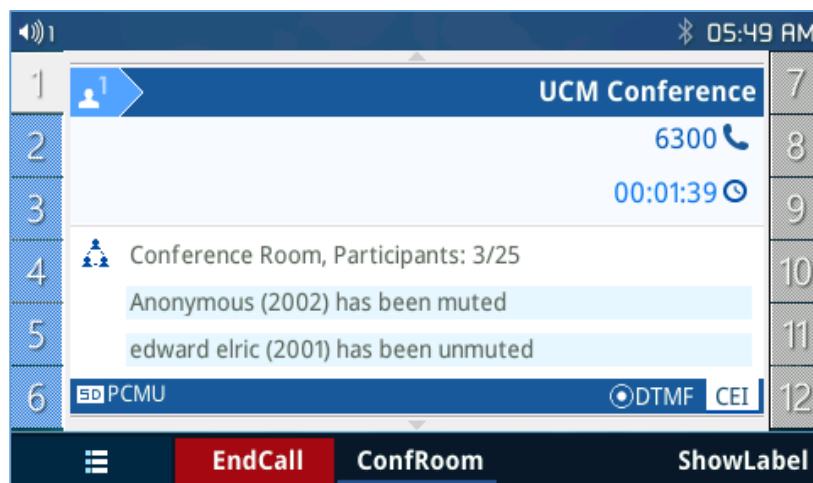 1 05:49 AM
1
2
3
4
5
6
1 UCM Conference
6300
00:01:39
Conference Room, Participants: 3/25
Anonymous (2002) has been muted
edward elric (2001) has been unmuted
SD PCMU DTMF CEI
7
8
9
10
11
12
EndCall ConfRoom ShowLabel